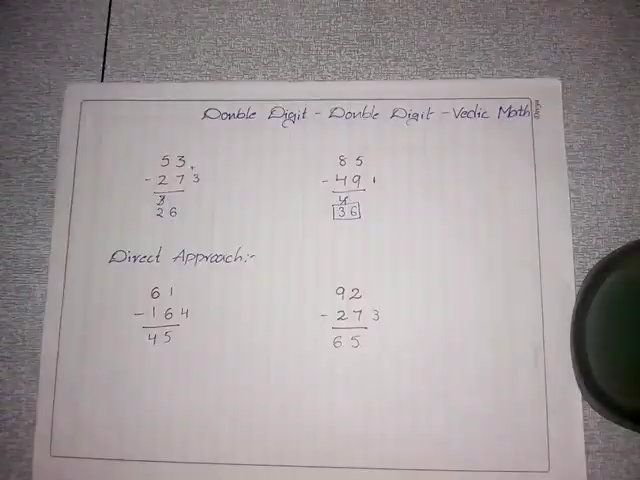 Double Digit - Double Digit - Vedic Math
53 85
- 27 3 - 49 1
3 4
26 36
Direct Approach:-
61 92
- 16 4 - 27 3
45 65